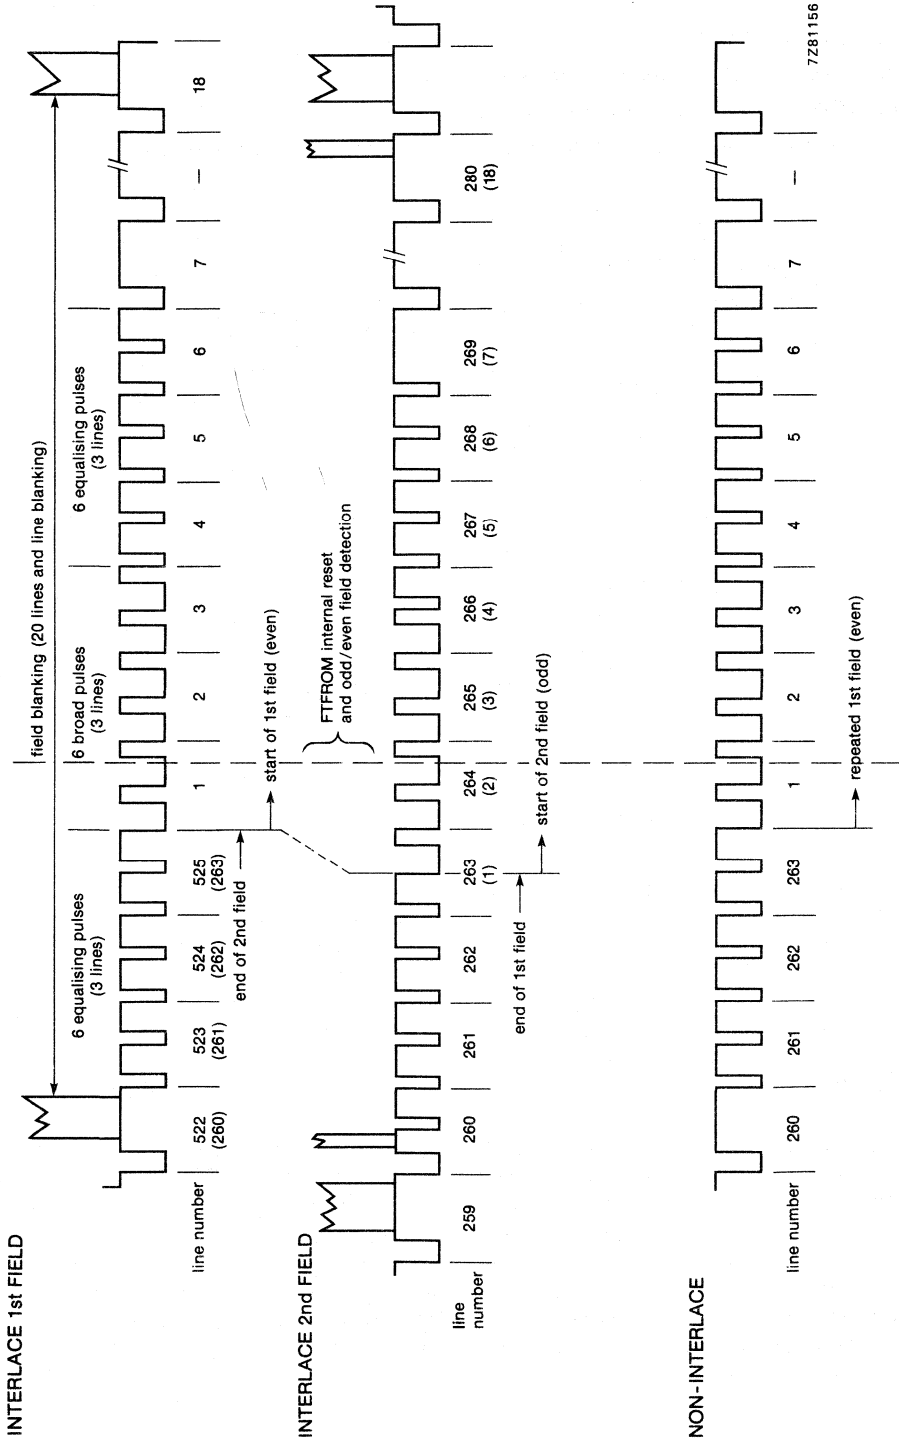 INTERLACE 1st FIELD
field blanking (20 lines and line blanking)
6 equalising pulses
(3 lines)
6 broad pulses
(3 lines)
6 equalising pulses
(3 lines)
line number
522
(260)
523
(261)
524
(262)
525
(263)
1
2
3
4
5
6
7
—
18
end of 2nd field
start of 1st field (even)
INTERLACE 2nd FIELD
FTFROM internal reset
and odd/even field detection
line
number
259
260
261
262
263
(1)
264
(2)
265
(3)
266
(4)
267
(5)
268
(6)
269
(7)
280
(18)
end of 1st field
start of 2nd field (odd)
NON-INTERLACE
line number
260
261
262
263
1
2
3
4
5
6
7
—
repeated 1st field (even)
7Z81156